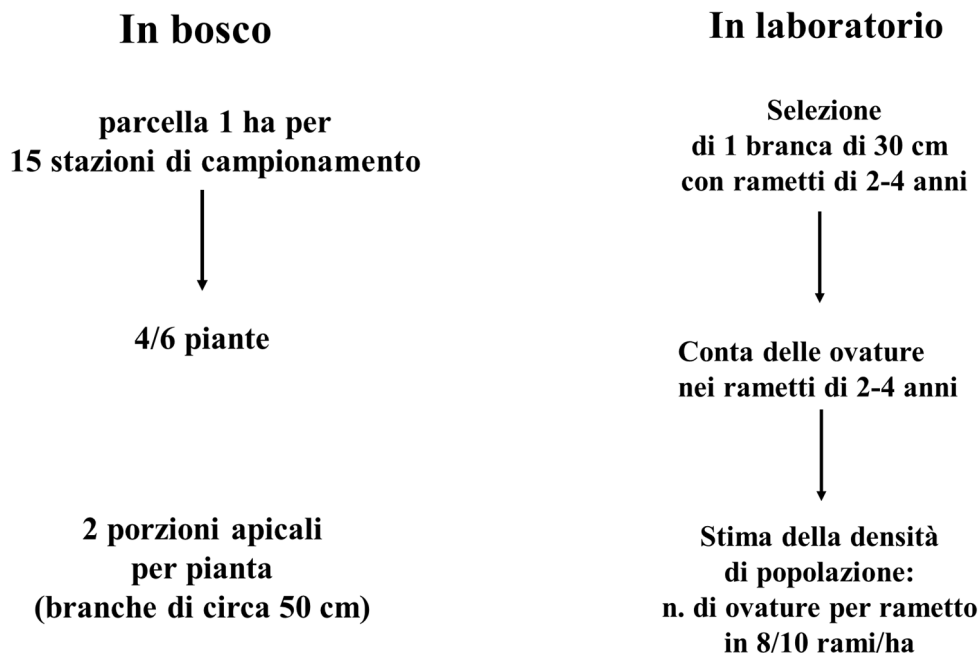 In bosco
parcella 1 ha per
15 stazioni di campionamento
4/6 piante
2 porzioni apicali
per pianta
(branche di circa 50 cm)
In laboratorio
Selezione
di 1 branca di 30 cm
con rametti di 2-4 anni
Conta delle ovature
nei rametti di 2-4 anni
Stima della densità
di popolazione:
n. di ovature per rametto
in 8/10 rami/ha